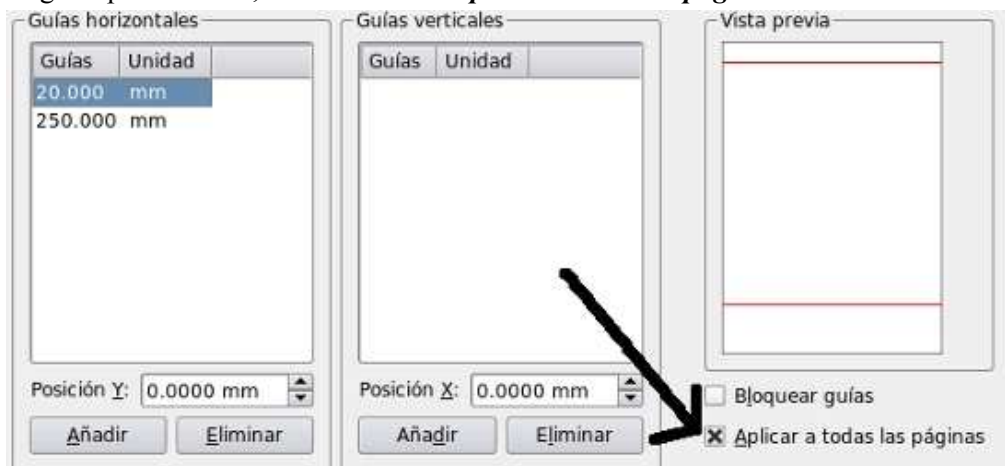 Guías horizontales
Guías Unidad
20.000 mm
250.000 mm
Posición Y: 0.0000 mm
Añadir Eliminar
Guías verticales
Guías Unidad
Posición X: 0.0000 mm
Añadir Eliminar
Vista previa
Bloquear guías
Aplicar a todas las páginas